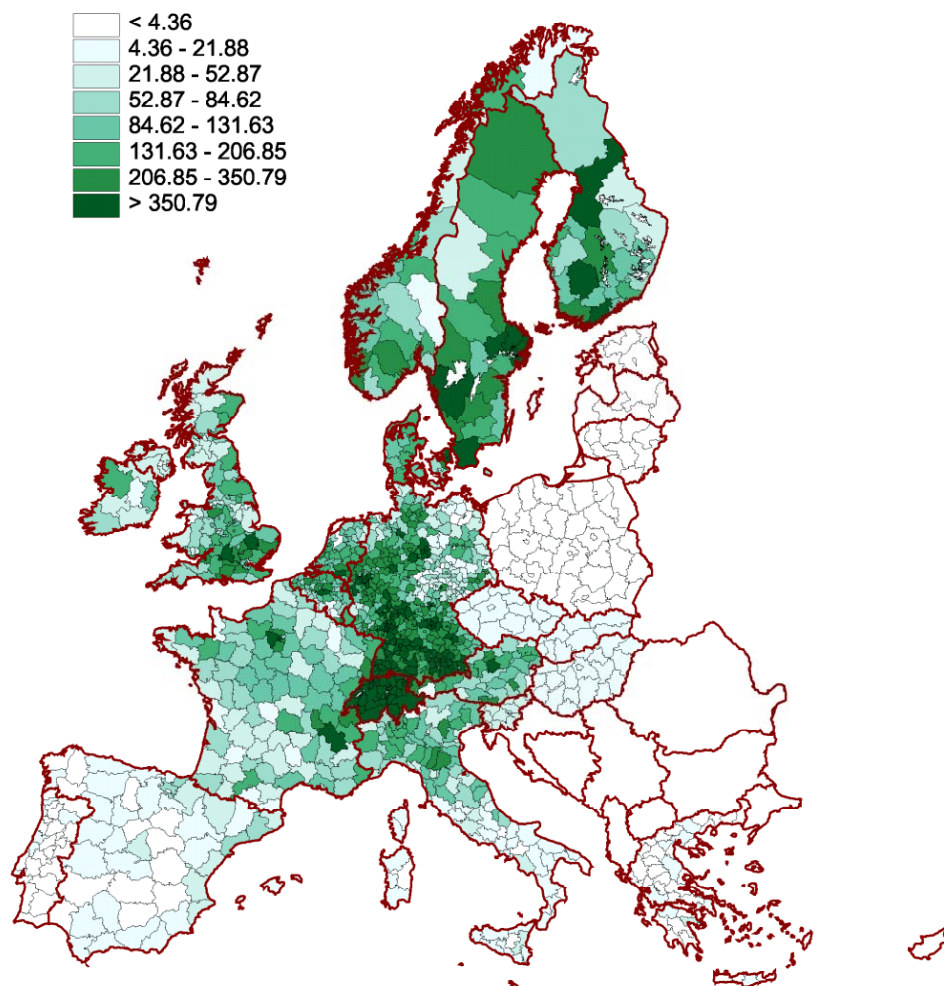 < 4.36
4.36 - 21.88
21.88 - 52.87
52.87 - 84.62
84.62 - 131.63
131.63 - 206.85
206.85 - 350.79
> 350.79